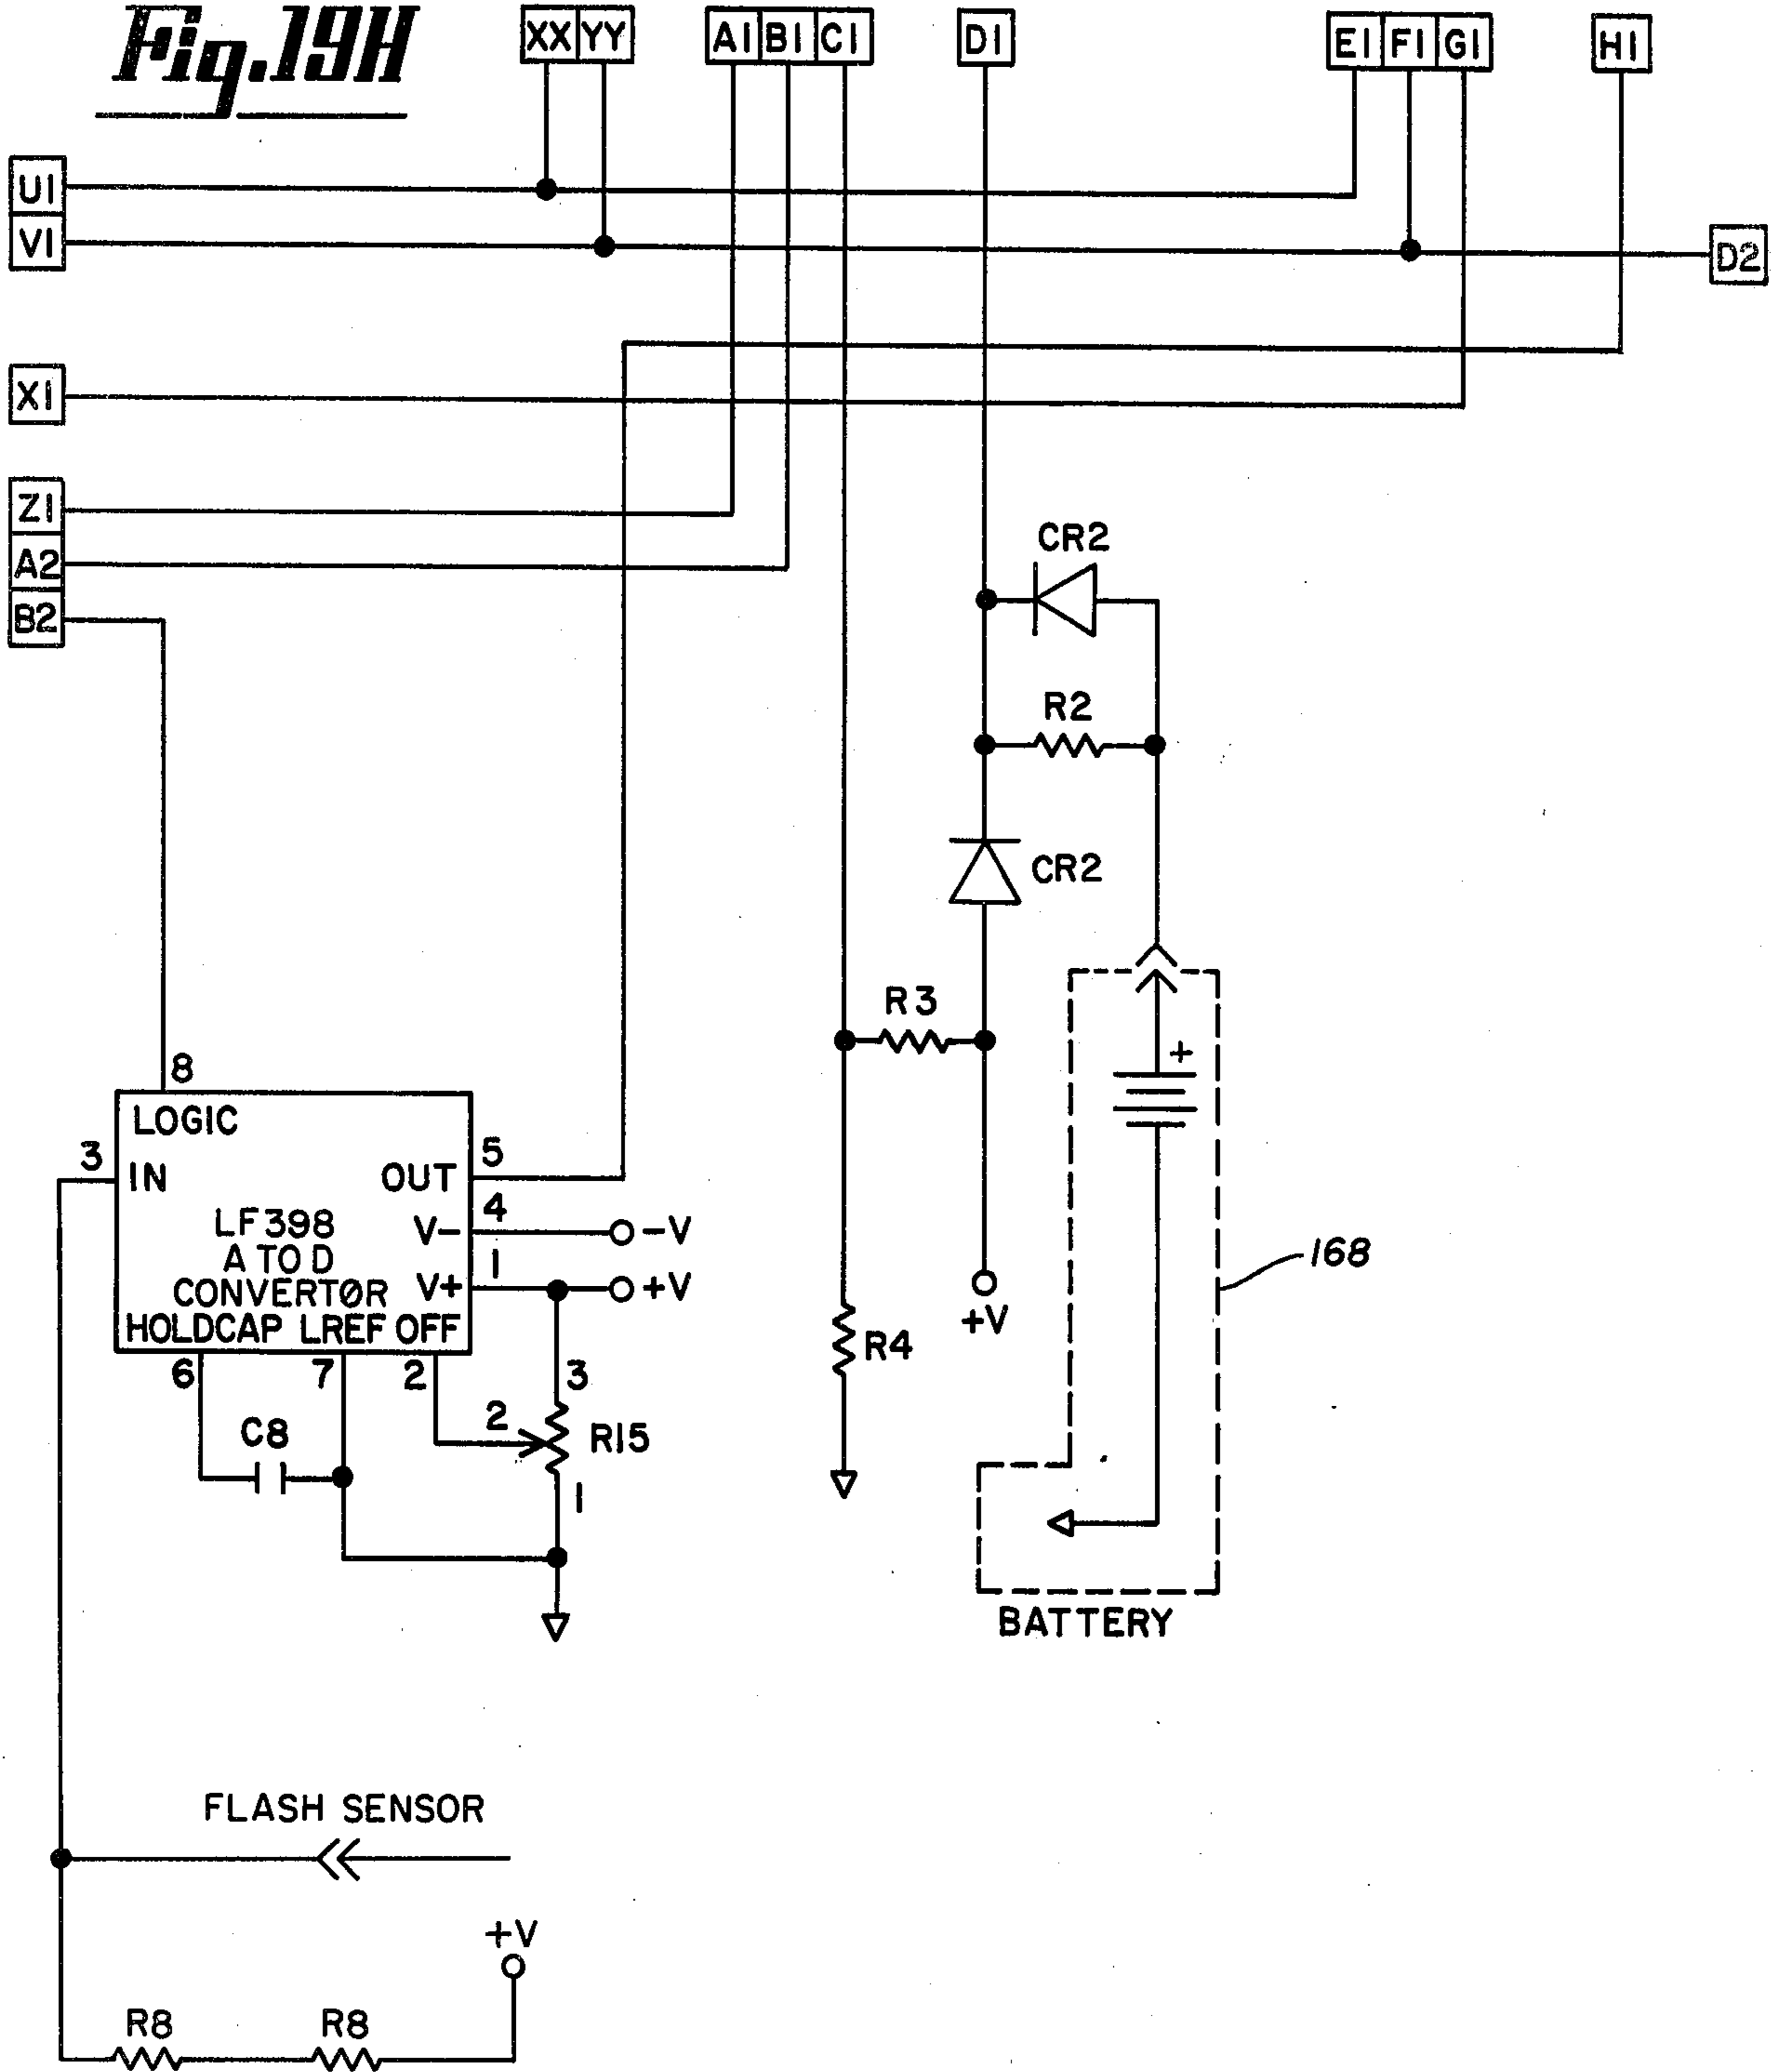 Fig. 19H
XX YY
A1 B1 C1
D1
E1 F1 G1
H1
U1
V1
D2
X1
Z1
A2
B2
CR2
R2
CR2
R3
8
LOGIC
3
IN
OUT
5
4
V-
-V
1
V+
+V
LF398
A TO D
CONVERTØR
HOLDCAP LREF OFF
6
7
2
3
2
R15
1
C8
R4
+V
+
168
BATTERY
FLASH SENSOR
+V
R8
R8